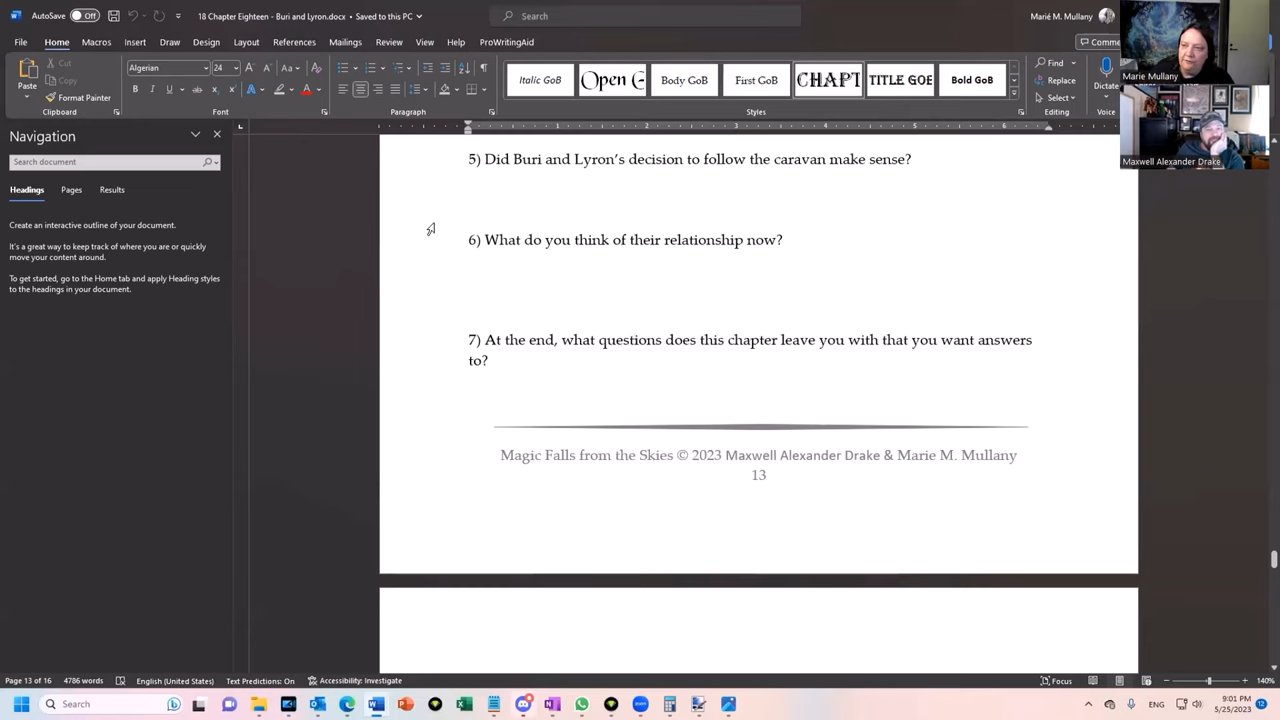 AutoSave Off 18 Chapter Eighteen - Buri and Lyron.docx • Saved to this PC Search Marié M. Mullany
File Home Macros Insert Draw Design Layout References Mailings Review View Help ProWritingAid
Paste
Cut
Copy
Format Painter
Clipboard
Algerian 24
Font
Paragraph
Italic GoB Body GoB First GoB CHAPT TITLE GOE Bold GoB
Styles
Find
Replace
Select
Editing
Dictate
Voice
Marie Mullany
Maxwell Alexander Drake
Navigation
Search document
Headings Pages Results
Create an interactive outline of your document.
It's a great way to keep track of where you are or quickly
move your content around.
To get started, go to the Home tab and apply Heading styles
to the headings in your document.
5) Did Buri and Lyron's decision to follow the caravan make sense?
6) What do you think of their relationship now?
7) At the end, what questions does this chapter leave you with that you want answers
to?
Magic Falls from the Skies © 2023 Maxwell Alexander Drake & Marie M. Mullany
13
Page 13 of 16 4786 words English (United States) Text Predictions: On Accessibility: Investigate Focus 140%
Search ENG 9:01 PM
5/25/2023